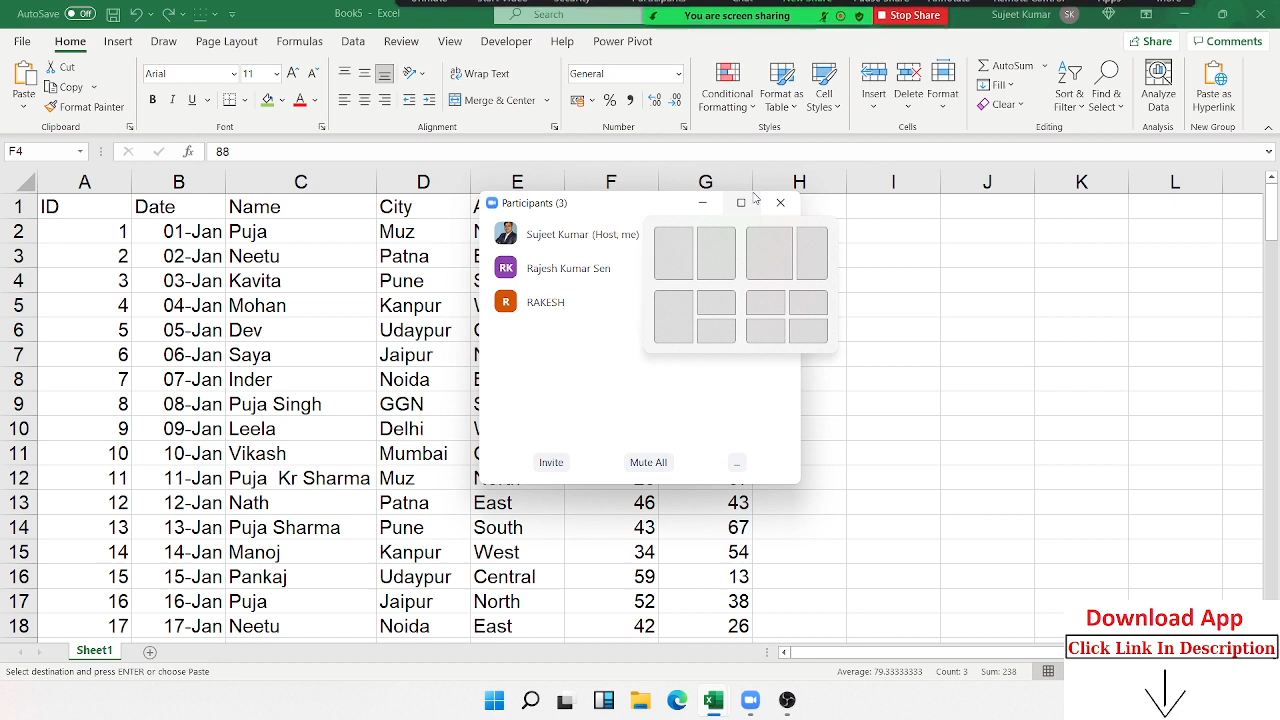 AutoSave Off Book5 - Excel Search You are screen sharing Stop Share Sujeet Kumar SK
File Home Insert Draw Page Layout Formulas Data Review View Developer Help Power Pivot Share Comments
Paste Cut Copy Format Painter Clipboard
Arial 11 B I U Font
Wrap Text Merge & Center Alignment
General Number
Conditional Formatting Format as Table Cell Styles Styles
Insert Delete Format Cells
AutoSum Fill Clear Sort & Filter Find & Select Editing
Analyze Data Analysis
Paste as Hyperlink New Group
F4 fx 88
A B C D E F G H I J K L
1 ID Date Name City
2 1 01-Jan Puja Muz
3 2 02-Jan Neetu Patna
4 3 03-Jan Kavita Pune
5 4 04-Jan Mohan Kanpur
6 5 05-Jan Dev Udaypur
7 6 06-Jan Saya Jaipur
8 7 07-Jan Inder Noida
9 8 08-Jan Puja Singh GGN
10 9 09-Jan Leela Delhi
11 10 10-Jan Vikash Mumbai
12 11 11-Jan Puja Kr Sharma Muz
13 12 12-Jan Nath Patna East 46 43
14 13 13-Jan Puja Sharma Pune South 43 67
15 14 14-Jan Manoj Kanpur West 34 54
16 15 15-Jan Pankaj Udaypur Central 59 13
17 16 16-Jan Puja Jaipur North 52 38
18 17 17-Jan Neetu Noida East 42 26
Participants (3)
Sujeet Kumar (Host, me)
RK Rajesh Kumar Sen
R RAKESH
Invite Mute All ...
Sheet1
Select destination and press ENTER or choose Paste Average: 79.33333333 Count: 3 Sum: 238
Download App
Click Link In Description